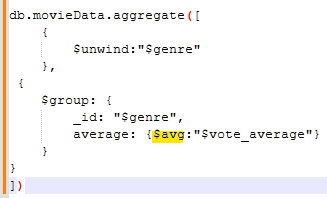 db.movieData.aggregate([
{
$unwind:"$genre"
},
{
$group: {
_id: "$genre",
average: {$avg:"$vote_average"}
}
}
])